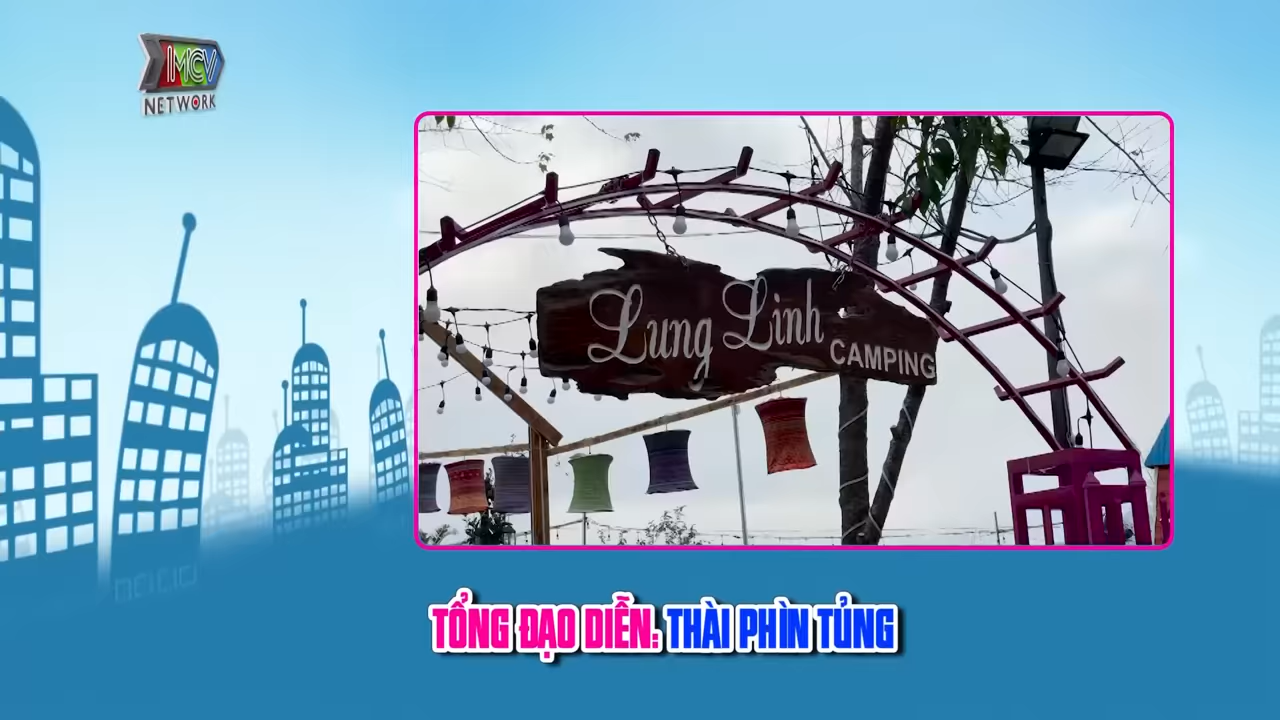 MCV
NETWORK
Lung Linh
CAMPING
TỔNG ĐẠO DIỄN: THÀI PHÌN TỦNG